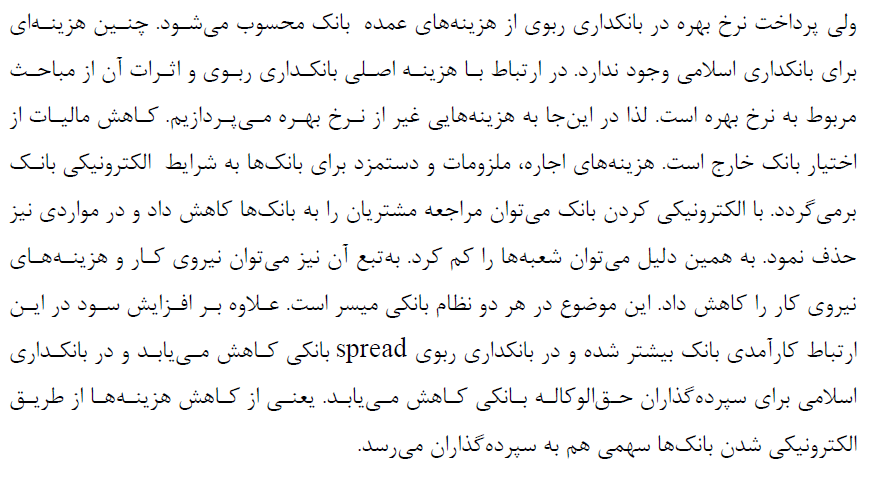 ولی پرداخت نرخ بهره در بانکداری ربوی از هزینه‌های عمده بانک محسوب می‌شود. چنین هزینه‌ای
برای بانکداری اسلامی وجود ندارد. در ارتباط با هزینه اصلی بانکداری ربوی و اثرات آن از مباحث
مربوط به نرخ بهره است. لذا در این‌جا به هزینه‌هایی غیر از نرخ بهره می‌پردازیم. کاهش مالیات از
اختیار بانک خارج است. هزینه‌های اجاره، ملزومات و دستمزد برای بانک‌ها به شرایط الکترونیکی بانک
برمی‌گردد. با الکترونیکی کردن بانک می‌توان مراجعه مشتریان را به بانک‌ها کاهش داد و در مواردی نیز
حذف نمود. به همین دلیل می‌توان شعبه‌ها را کم کرد. به‌تبع آن نیز می‌توان نیروی کار و هزینه‌های
نیروی کار را کاهش داد. این موضوع در هر دو نظام بانکی میسر است. علاوه بر افزایش سود در این
ارتباط کارآمدی بانک بیشتر شده و در بانکداری ربوی spread بانکی کاهش می‌یابد و در بانکداری
اسلامی برای سپرده‌گذاران حق‌الوکاله بانکی کاهش می‌یابد. یعنی از کاهش هزینه‌ها از طریق
الکترونیکی شدن بانک‌ها سهمی هم به سپرده‌گذاران می‌رسد.